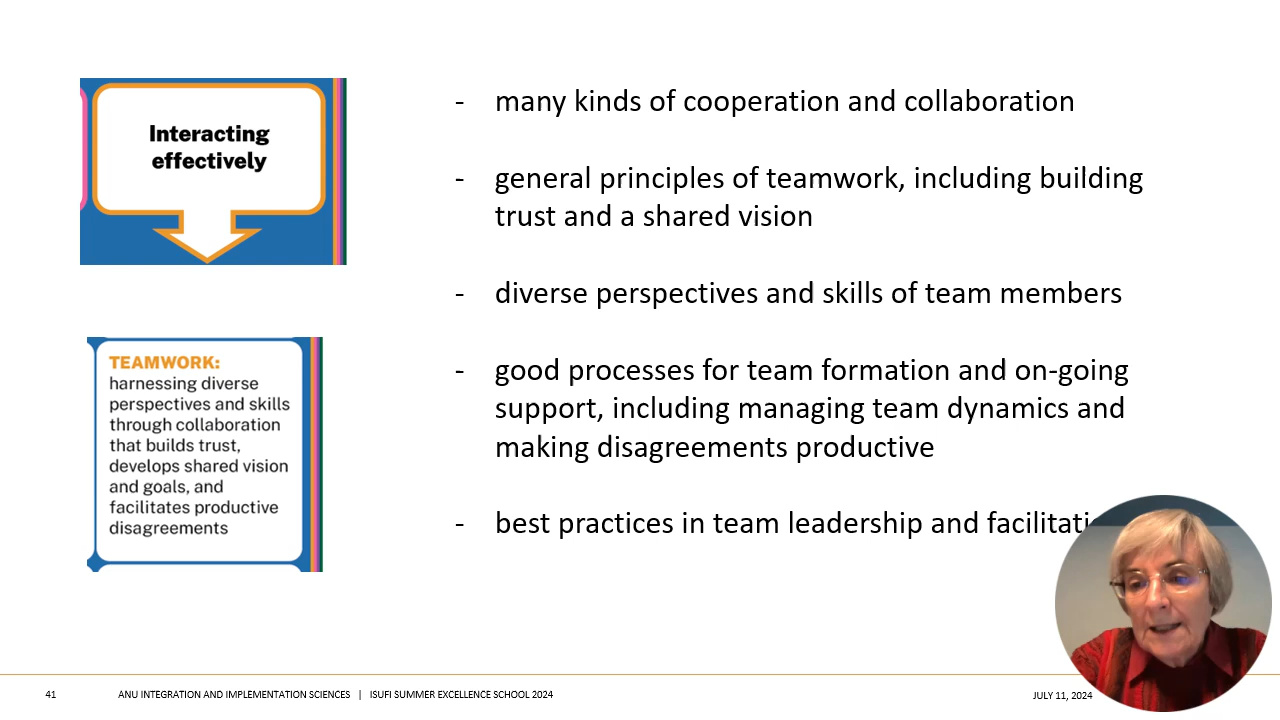 Interacting
effectively
TEAMWORK:
harnessing diverse
perspectives and skills
through collaboration
that builds trust,
develops shared vision
and goals, and
facilitates productive
disagreements
- many kinds of cooperation and collaboration
- general principles of teamwork, including building
trust and a shared vision
- diverse perspectives and skills of team members
- good processes for team formation and on-going
support, including managing team dynamics and
making disagreements productive
- best practices in team leadership and
41 ANU INTEGRATION AND IMPLEMENTATION SCIENCES | ISUFI SUMMER EXCELLENCE SCHOOL 2024 JULY 11, 2024